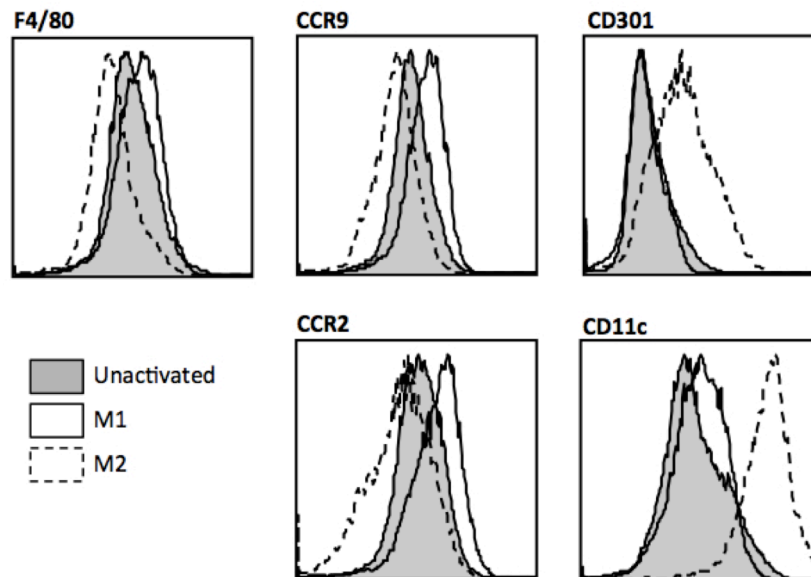 F4/80
CCR9
CD301
CCR2
CD11c
Unactivated
M1
M2